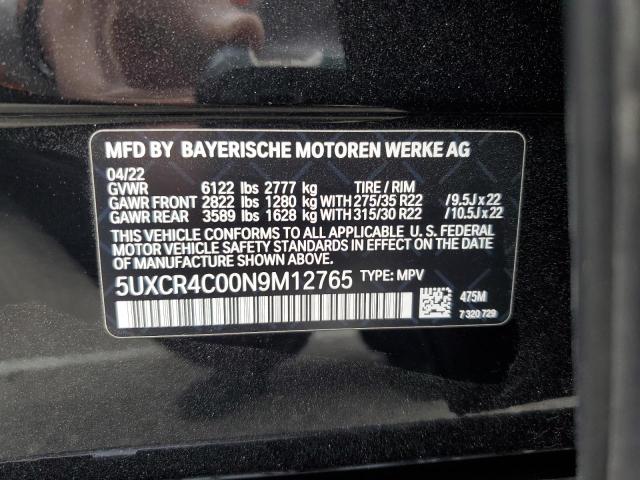 MFD BY BAYERISCHE MOTOREN WERKE AG
04/22
GVWR 6122 lbs 2777 kg TIRE / RIM
GAWR FRONT 2822 lbs 1280 kg WITH 275/35 R22 / 9.5J x 22
GAWR REAR 3589 lbs 1628 kg WITH 315/30 R22 / 10.5J x 22
THIS VEHICLE CONFORMS TO ALL APPLICABLE U. S. FEDERAL
MOTOR VEHICLE SAFETY STANDARDS IN EFFECT ON THE DATE
OF MANUFACTURE SHOWN ABOVE.
5UXCR4C00N9M12765 TYPE: MPV
475M
7 320 729